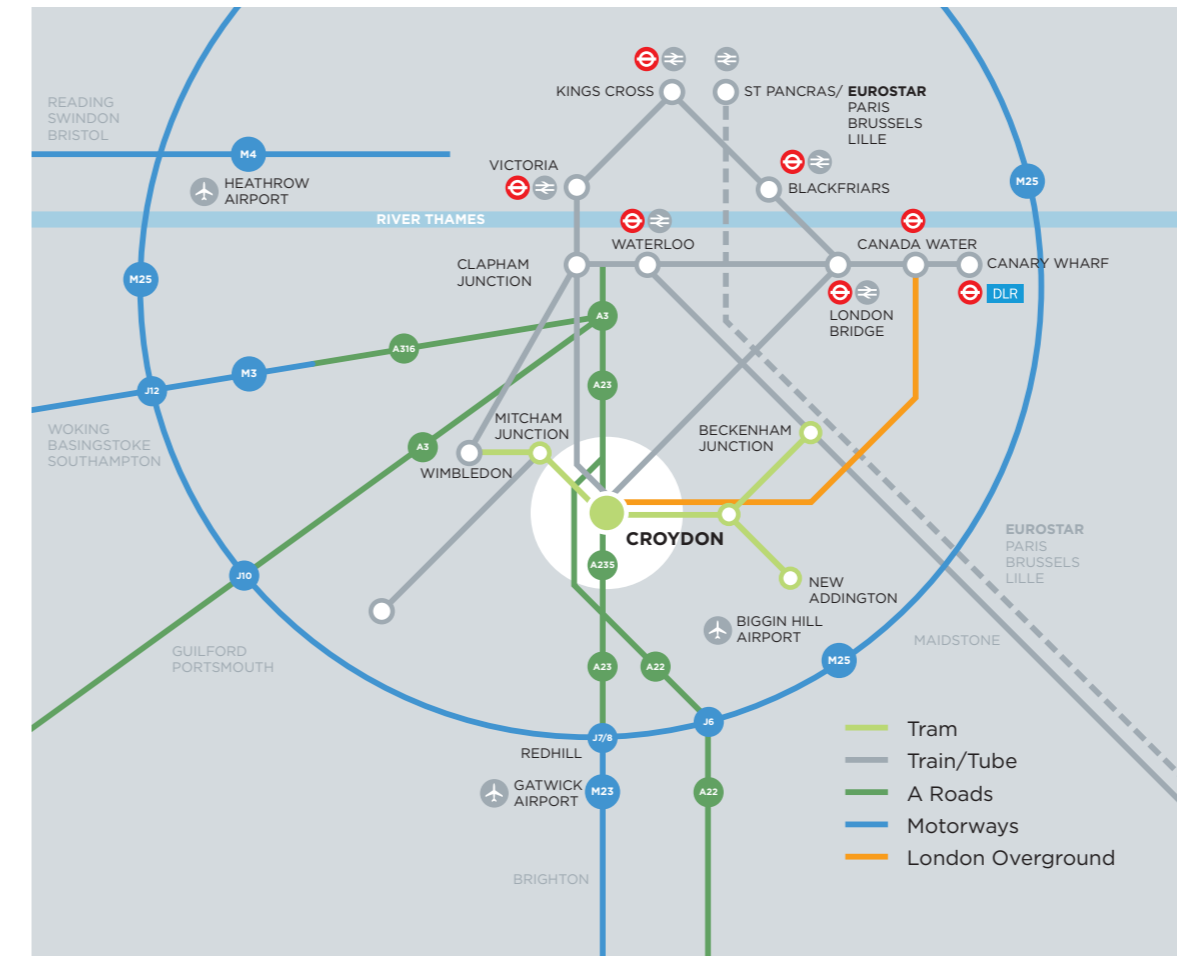 KINGS CROSS
ST PANCRAS/ EUROSTAR
PARIS
BRUSSELS
LILLE
READING
SWINDON
BRISTOL
M4
HEATHROW
AIRPORT
VICTORIA
BLACKFRIARS
M25
RIVER THAMES
WATERLOO
CANADA WATER
CLAPHAM
JUNCTION
CANARY WHARF
M25
DLR
LONDON
BRIDGE
A3
A316
M3
A23
J12
MITCHAM
JUNCTION
BECKENHAM
JUNCTION
WOKING
BASINGSTOKE
SOUTHAMPTON
A3
WIMBLEDON
CROYDON
EUROSTAR
PARIS
BRUSSELS
LILLE
A235
J10
NEW
ADDINGTON
BIGGIN HILL
AIRPORT
MAIDSTONE
GUILFORD
PORTSMOUTH
A23
A22
M25
J6
J7/8
REDHILL
GATWICK
AIRPORT
M23
A22
BRIGHTON
Tram
Train/Tube
A Roads
Motorways
London Overground